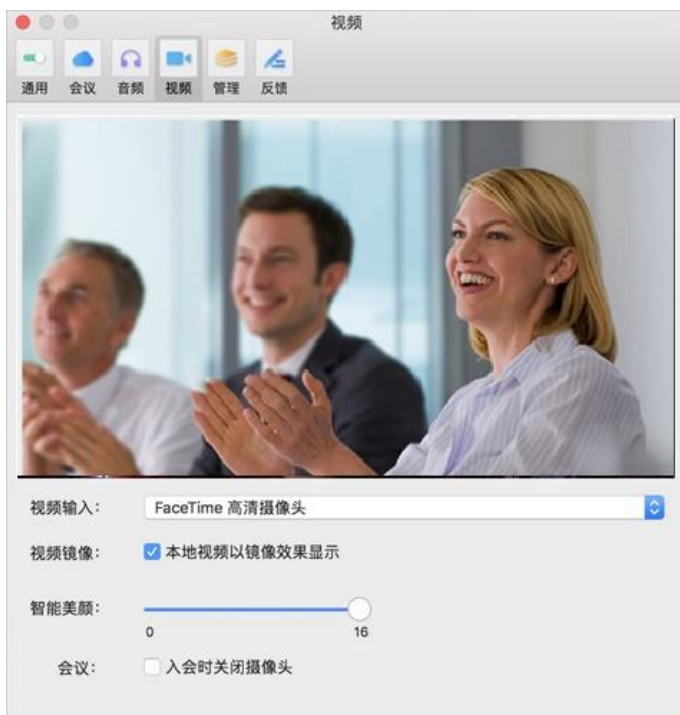 视频
通用 会议 音频 视频 管理 反馈
视频输入： FaceTime 高清摄像头
视频镜像： 本地视频以镜像效果显示
智能美颜：
0 16
会议： 入会时关闭摄像头